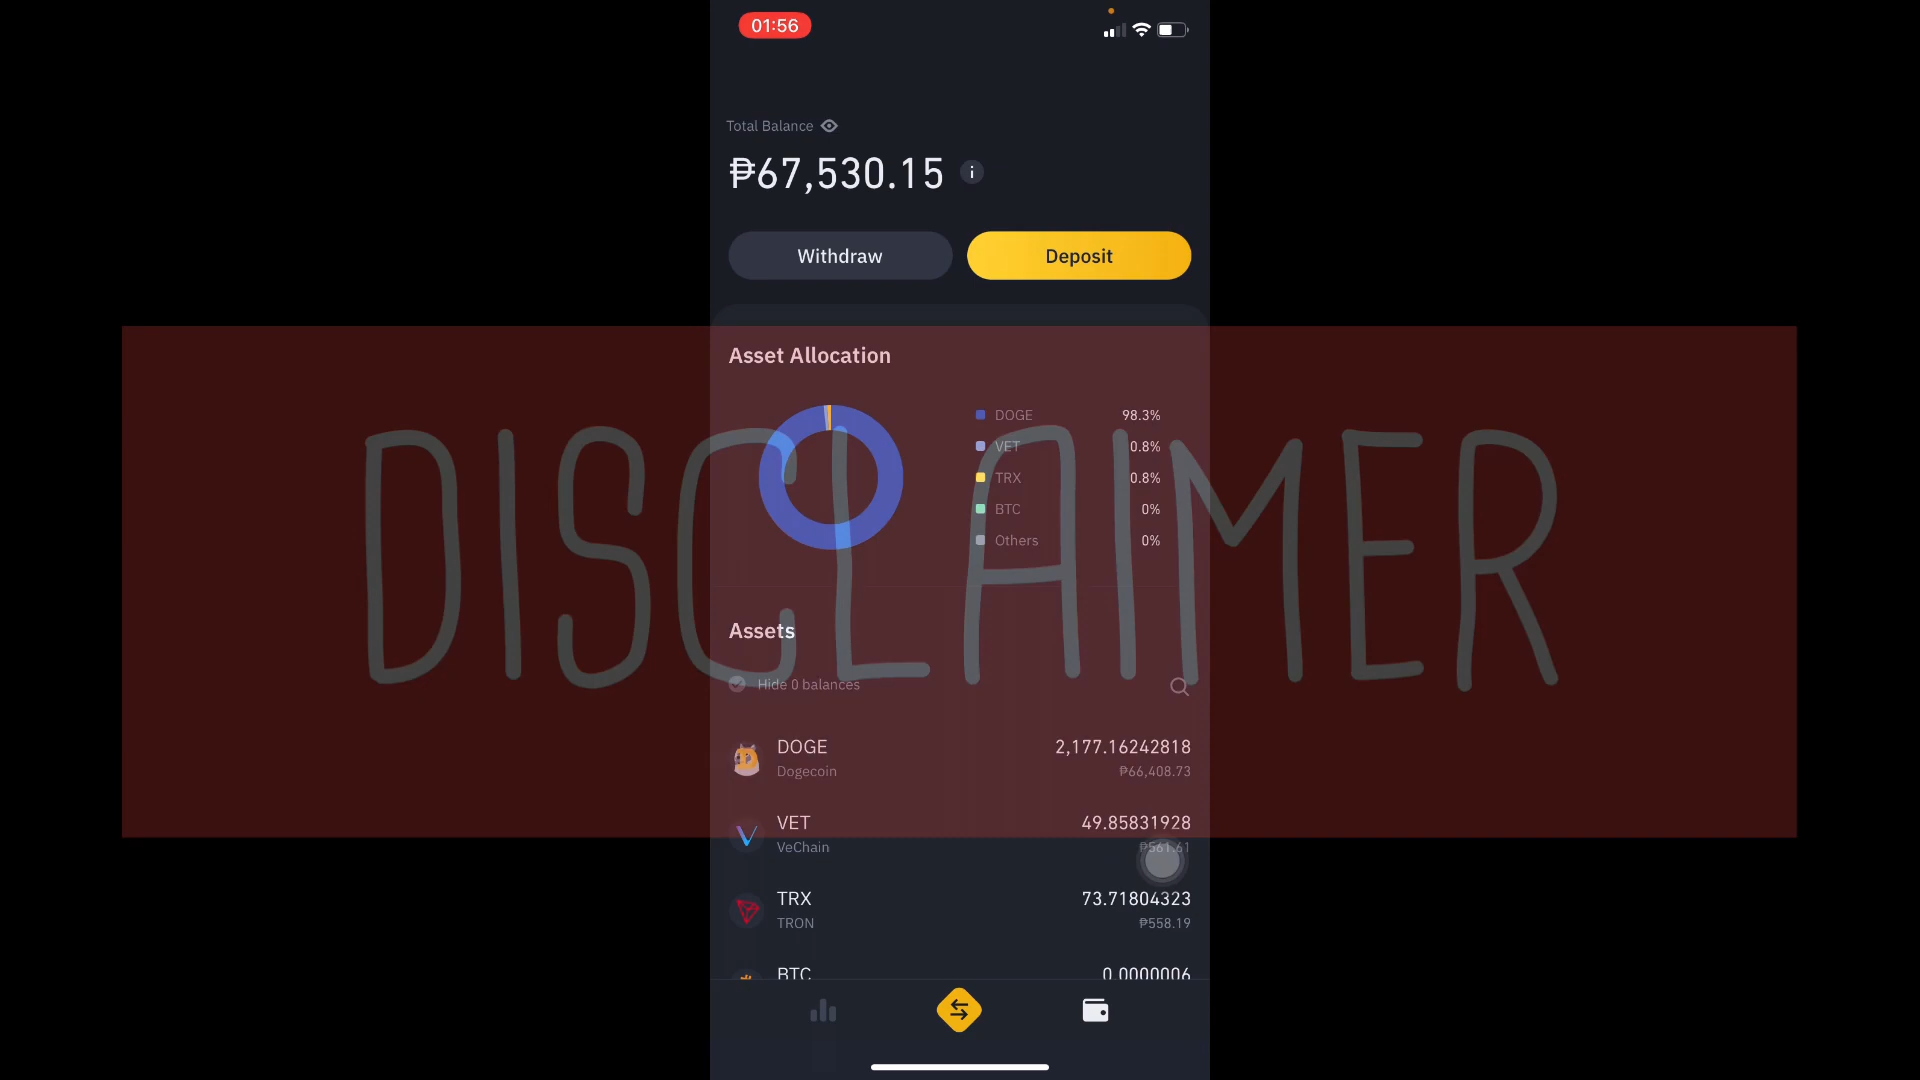 01:56
Total Balance
₱67,530.15
Withdraw
Deposit
Asset Allocation
DOGE 98.3%
VET 0.8%
TRX 0.8%
BTC 0%
Others 0%
DISCLAIMER
Assets
Hide 0 balances
DOGE 2,177.16242818
Dogecoin ₱66,408.73
VET 49.85831928
VeChain ₱561.61
TRX 73.71804323
TRON ₱558.19
BTC 0.0000006